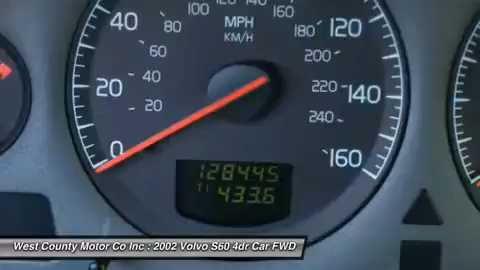 100 120 140 160
80
40 MPH 180 120
60 KM/H 200
40
20 220 140
20 240
0 160
128445
T1 433.6
West County Motor Co Inc : 2002 Volvo S60 4dr Car FWD